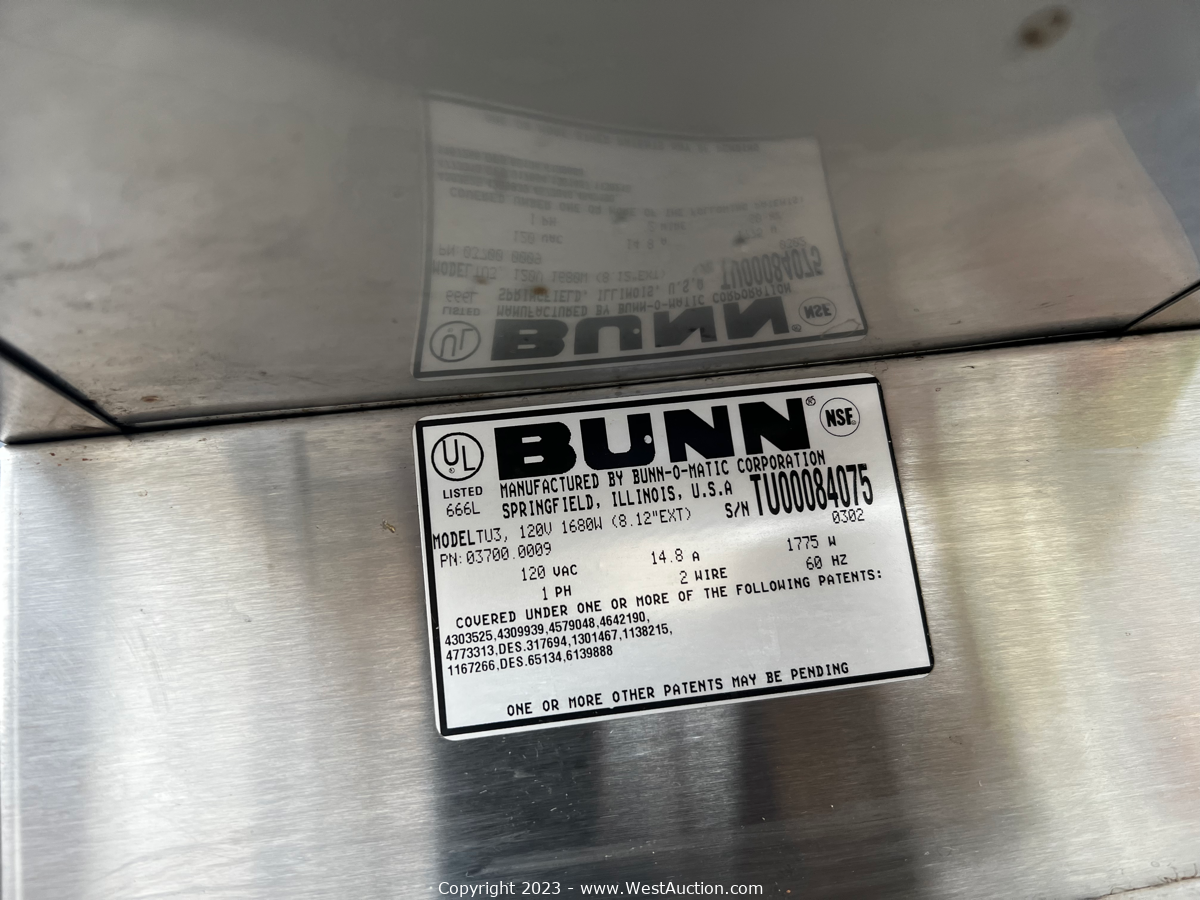 UL
®
LISTED
666L
BUNN®
NSF®
MANUFACTURED BY BUNN-O-MATIC CORPORATION
SPRINGFIELD, ILLINOIS, U.S.A
S/N TU00084075
0302
MODEL TU3, 120V 1680W (8.12"EXT)
PN: 03700.0009
120 VAC 14.8 A 1775 W
1 PH 2 WIRE 60 HZ
COVERED UNDER ONE OR MORE OF THE FOLLOWING PATENTS:
4303525,4309939,4579048,4642190,
4773313,DES.317694,1301467,1138215,
1167266,DES.65134,6139888
ONE OR MORE OTHER PATENTS MAY BE PENDING
Copyright 2023 - www.WestAuction.com